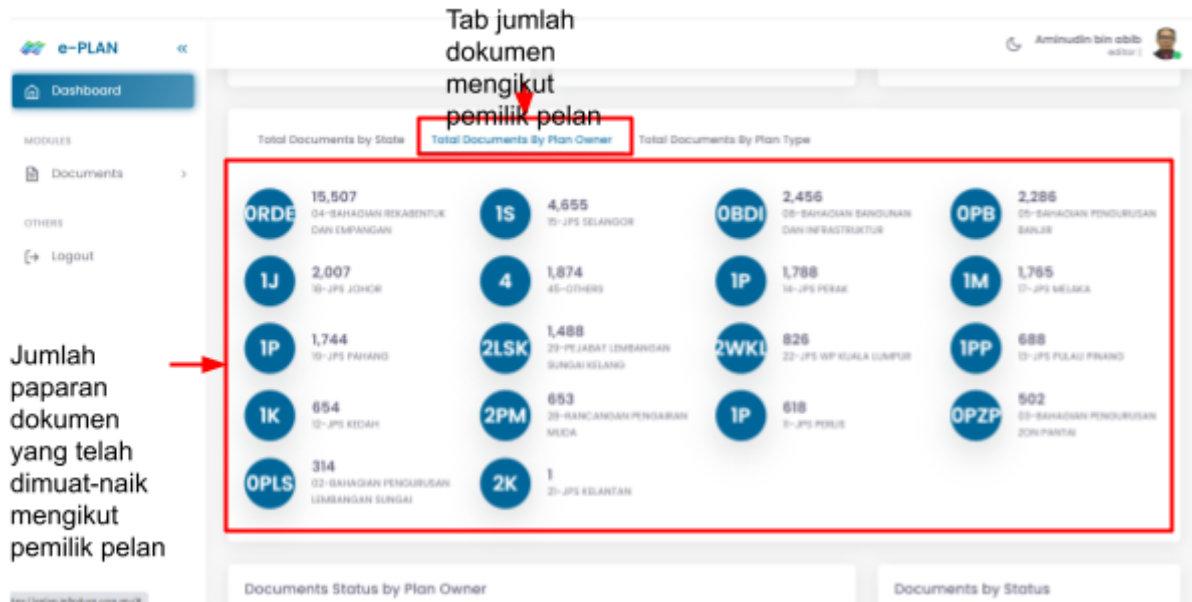 Tab jumlah
dokumen
mengikut
pemilik pelan
e-PLAN
«
Aminudin bin abib
editor |
Dashboard
MODULES
Documents
OTHERS
Logout
Total Documents by State
Total Documents By Plan Owner
Total Documents By Plan Type
0RDE
15,507
04-BAHAGIAN REKABENTUK
DAN EMPANGAN
1S
4,655
15-JPS SELANGOR
0BDI
2,456
06-BAHAGIAN BANGUNAN
DAN INFRASTRUKTUR
0PB
2,286
05-BAHAGIAN PENGURUSAN
BANJIR
1J
2,007
18-JPS JOHOR
4
1,874
45-OTHERS
1P
1,788
14-JPS PERAK
1M
1,765
17-JPS MELAKA
1P
1,744
19-JPS PAHANG
2LSK
1,488
29-PEJABAT LEMBANGAN
SUNGAI KELANG
2WKL
826
22-JPS WP KUALA LUMPUR
1PP
688
13-JPS PULAU PINANG
1K
654
12-JPS KEDAH
2PM
653
28-RANCANGAN PENGAIRAN
MUDA
1P
618
11-JPS PERLIS
0PZP
502
03-BAHAGIAN PENGURUSAN
ZON PANTAI
0PLS
314
02-BAHAGIAN PENGURUSAN
LEMBANGAN SUNGAI
2K
1
21-JPS KELANTAN
Jumlah
paparan
dokumen
yang telah
dimuat-naik
mengikut
pemilik pelan
Documents Status by Plan Owner
Documents by Status